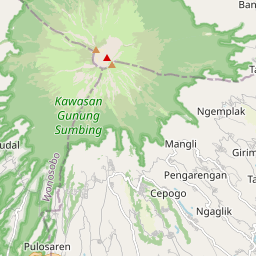 Ban
Ta
Kawasan
Gunung
Sumbing
Ngemplak
udal
Mangli
Girim
Wonosobo
Pengarengan
Ta
Cepogo
Ngaglik
Pulosaren